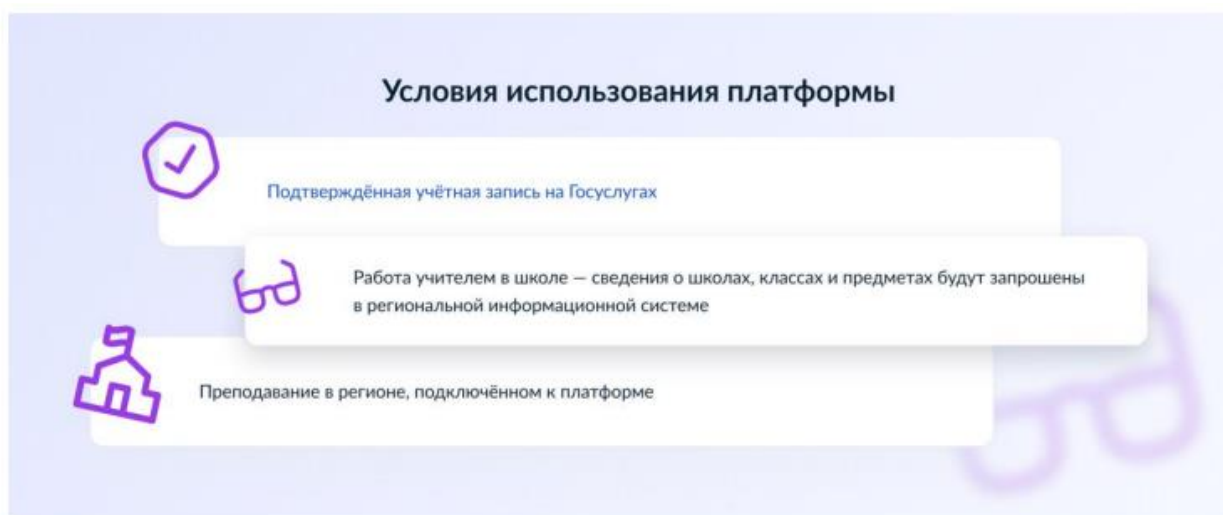 Условия использования платформы
Подтверждённая учётная запись на Госуслугах
Работа учителем в школе — сведения о школах, классах и предметах будут запрошены
в региональной информационной системе
Преподавание в регионе, подключённом к платформе